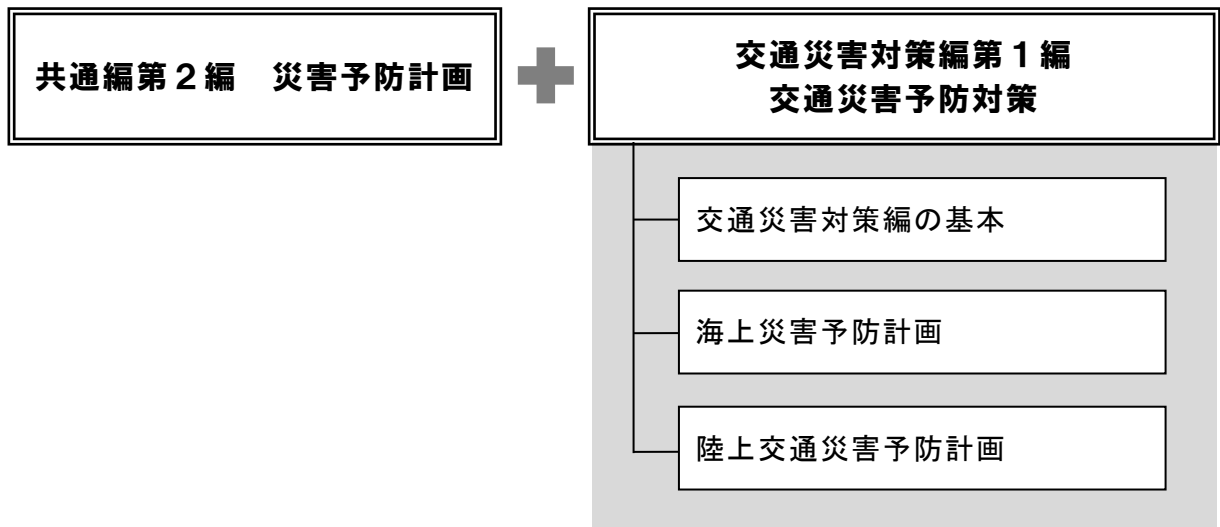 共通編第２編　災害予防計画
交通災害対策編第１編
交通災害予防対策
交通災害対策編の基本
海上災害予防計画
陸上交通災害予防計画